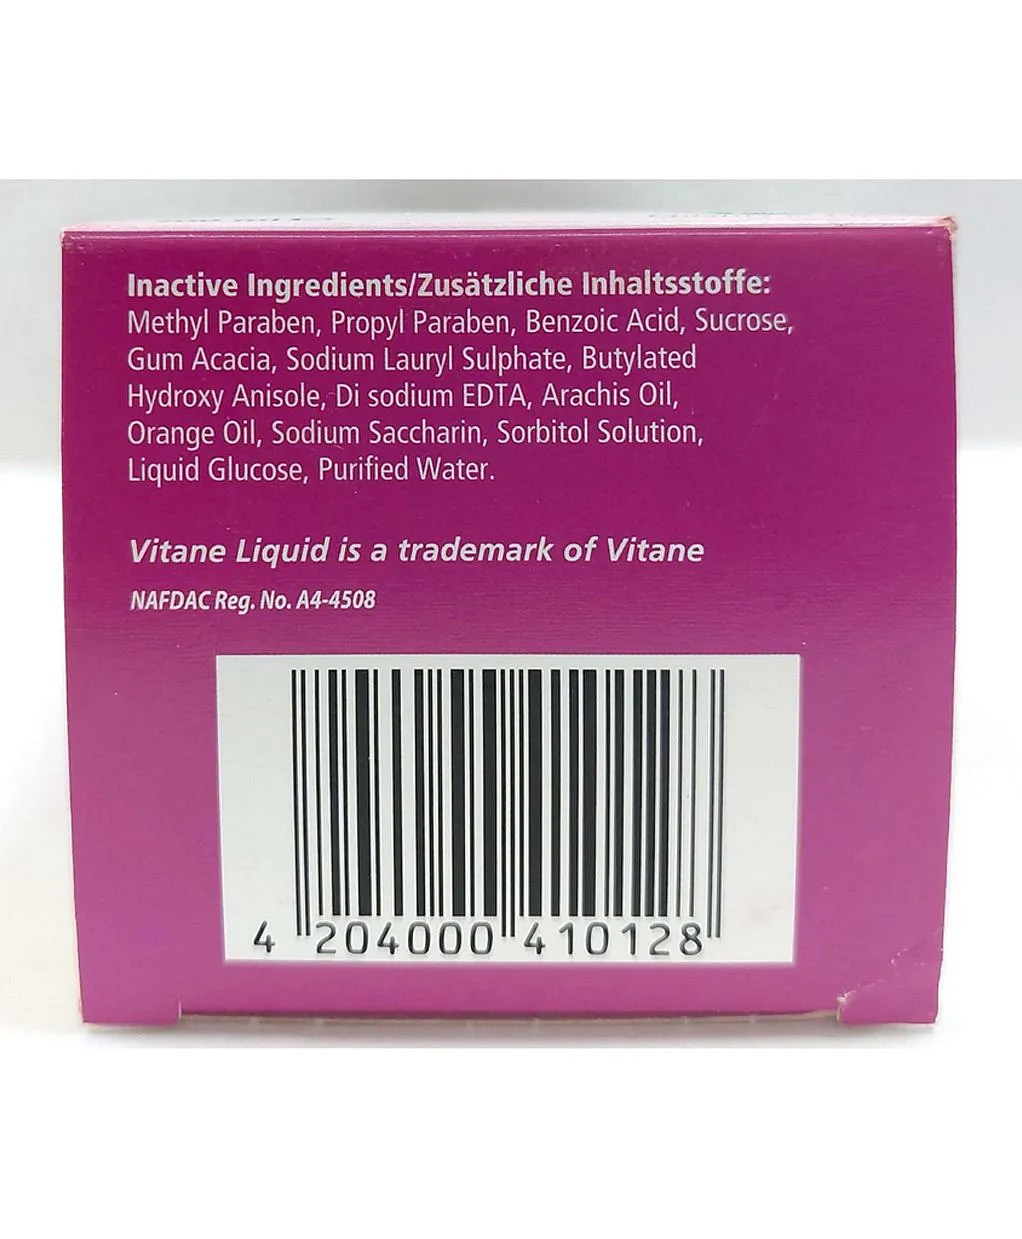 Inactive Ingredients/Zusätzliche Inhaltsstoffe:
Methyl Paraben, Propyl Paraben, Benzoic Acid, Sucrose,
Gum Acacia, Sodium Lauryl Sulphate, Butylated
Hydroxy Anisole, Di sodium EDTA, Arachis Oil,
Orange Oil, Sodium Saccharin, Sorbitol Solution,
Liquid Glucose, Purified Water.
Vitane Liquid is a trademark of Vitane
NAFDAC Reg. No. A4-4508
4 204000 410128